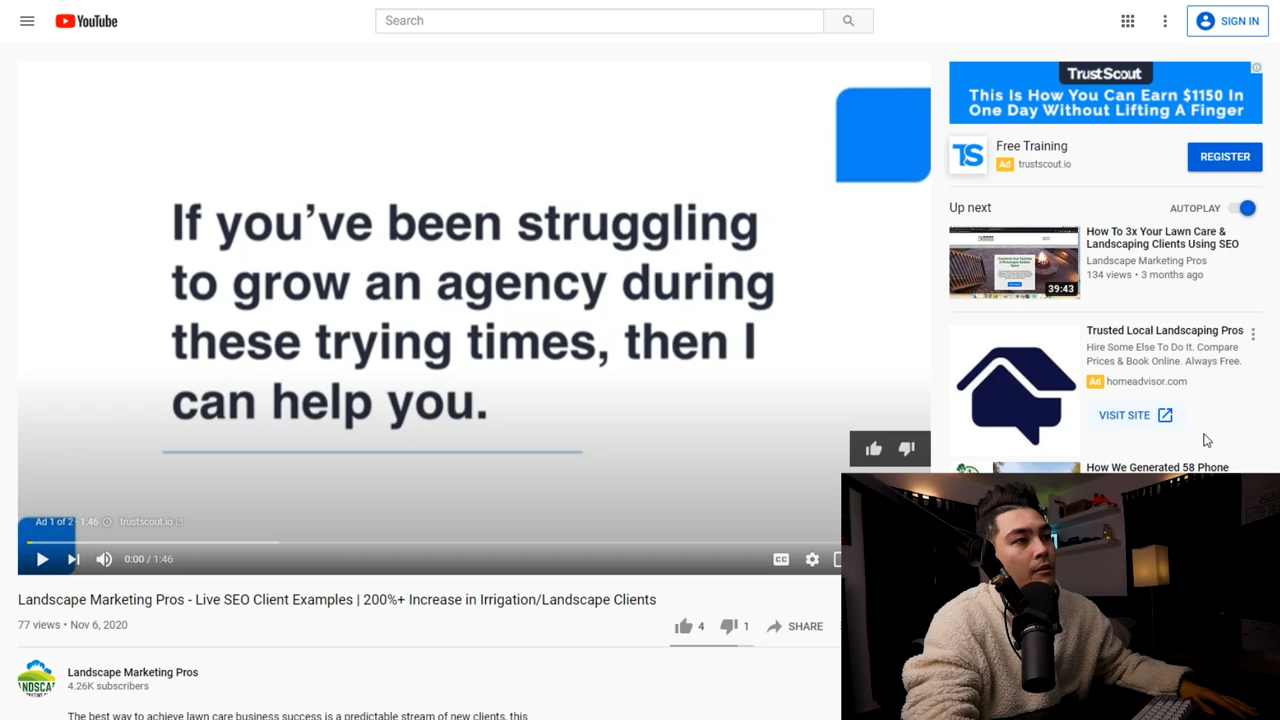 YouTube
Search
SIGN IN
If you've been struggling
to grow an agency during
these trying times, then I
can help you.
Ad 1 of 2 · 1:46
trustscout.io
0:00 / 1:46
CC
Landscape Marketing Pros - Live SEO Client Examples | 200%+ Increase in Irrigation/Landscape Clients
77 views • Nov 6, 2020
4
1
SHARE
Landscape Marketing Pros
4.26K subscribers
The best way to achieve lawn care business success is a predictable stream of new clients, this
TrustScout
This Is How You Can Earn $1150 In
One Day Without Lifting A Finger
TS
Free Training
Ad trustscout.io
REGISTER
Up next
AUTOPLAY
39:43
How To 3x Your Lawn Care &
Landscaping Clients Using SEO
Landscape Marketing Pros
134 views • 3 months ago
Trusted Local Landscaping Pros
Hire Some Else To Do It. Compare
Prices & Book Online. Always Free.
Ad homeadvisor.com
VISIT SITE
How We Generated 58 Phone